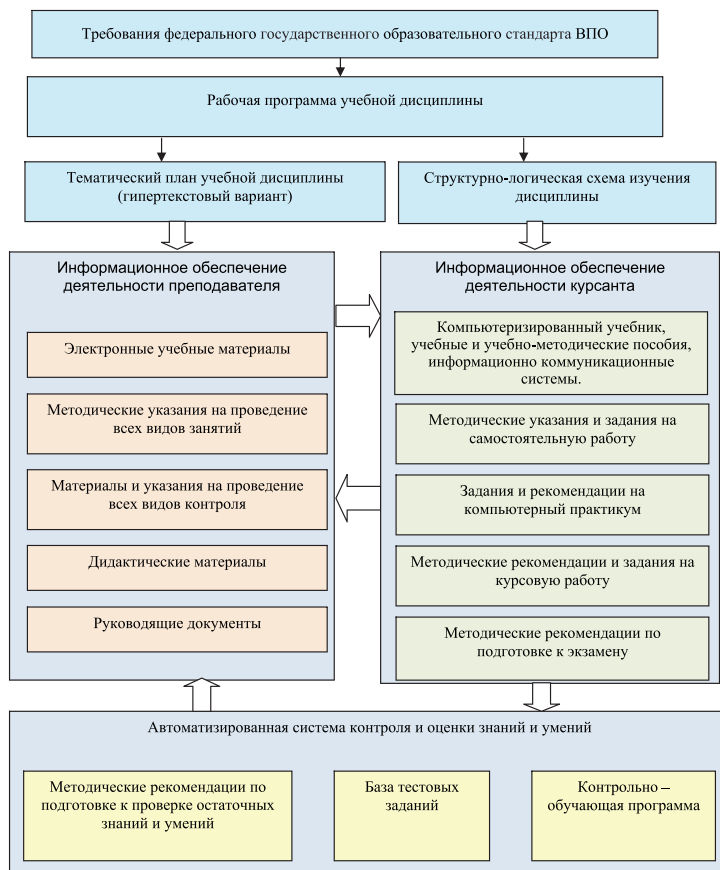 Требования федерального государственного образовательного стандарта ВПО
Рабочая программа учебной дисциплины
Тематический план учебной дисциплины
(гипертекстовый вариант)
Структурно-логическая схема изучения
дисциплины
Информационное обеспечение
деятельности преподавателя
Электронные учебные материалы
Методические указания на проведение
всех видов занятий
Материалы и указания на проведение
всех видов контроля
Дидактические материалы
Руководящие документы
Информационное обеспечение
деятельности курсанта
Компьютеризированный учебник,
учебные и учебно-методические пособия,
информационно коммуникационные
системы.
Методические указания и задания на
самостоятельную работу
Задания и рекомендации на
компьютерный практикум
Методические рекомендации и задания на
курсовую работу
Методические рекомендации по
подготовке к экзамену
Автоматизированная система контроля и оценки знаний и умений
Методические рекомендации по
подготовке к проверке остаточных
знаний и умений
База тестовых
заданий
Контрольно –
обучающая программа